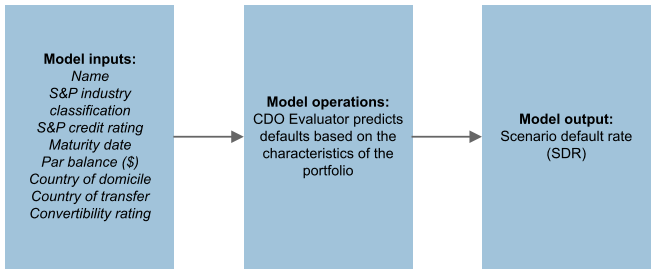 Model inputs:
Name
S&P industry
classification
S&P credit rating
Maturity date
Par balance ($)
Country of domicile
Country of transfer
Convertibility rating
Model operations:
CDO Evaluator predicts
defaults based on the
characteristics of the
portfolio
Model output:
Scenario default rate
(SDR)